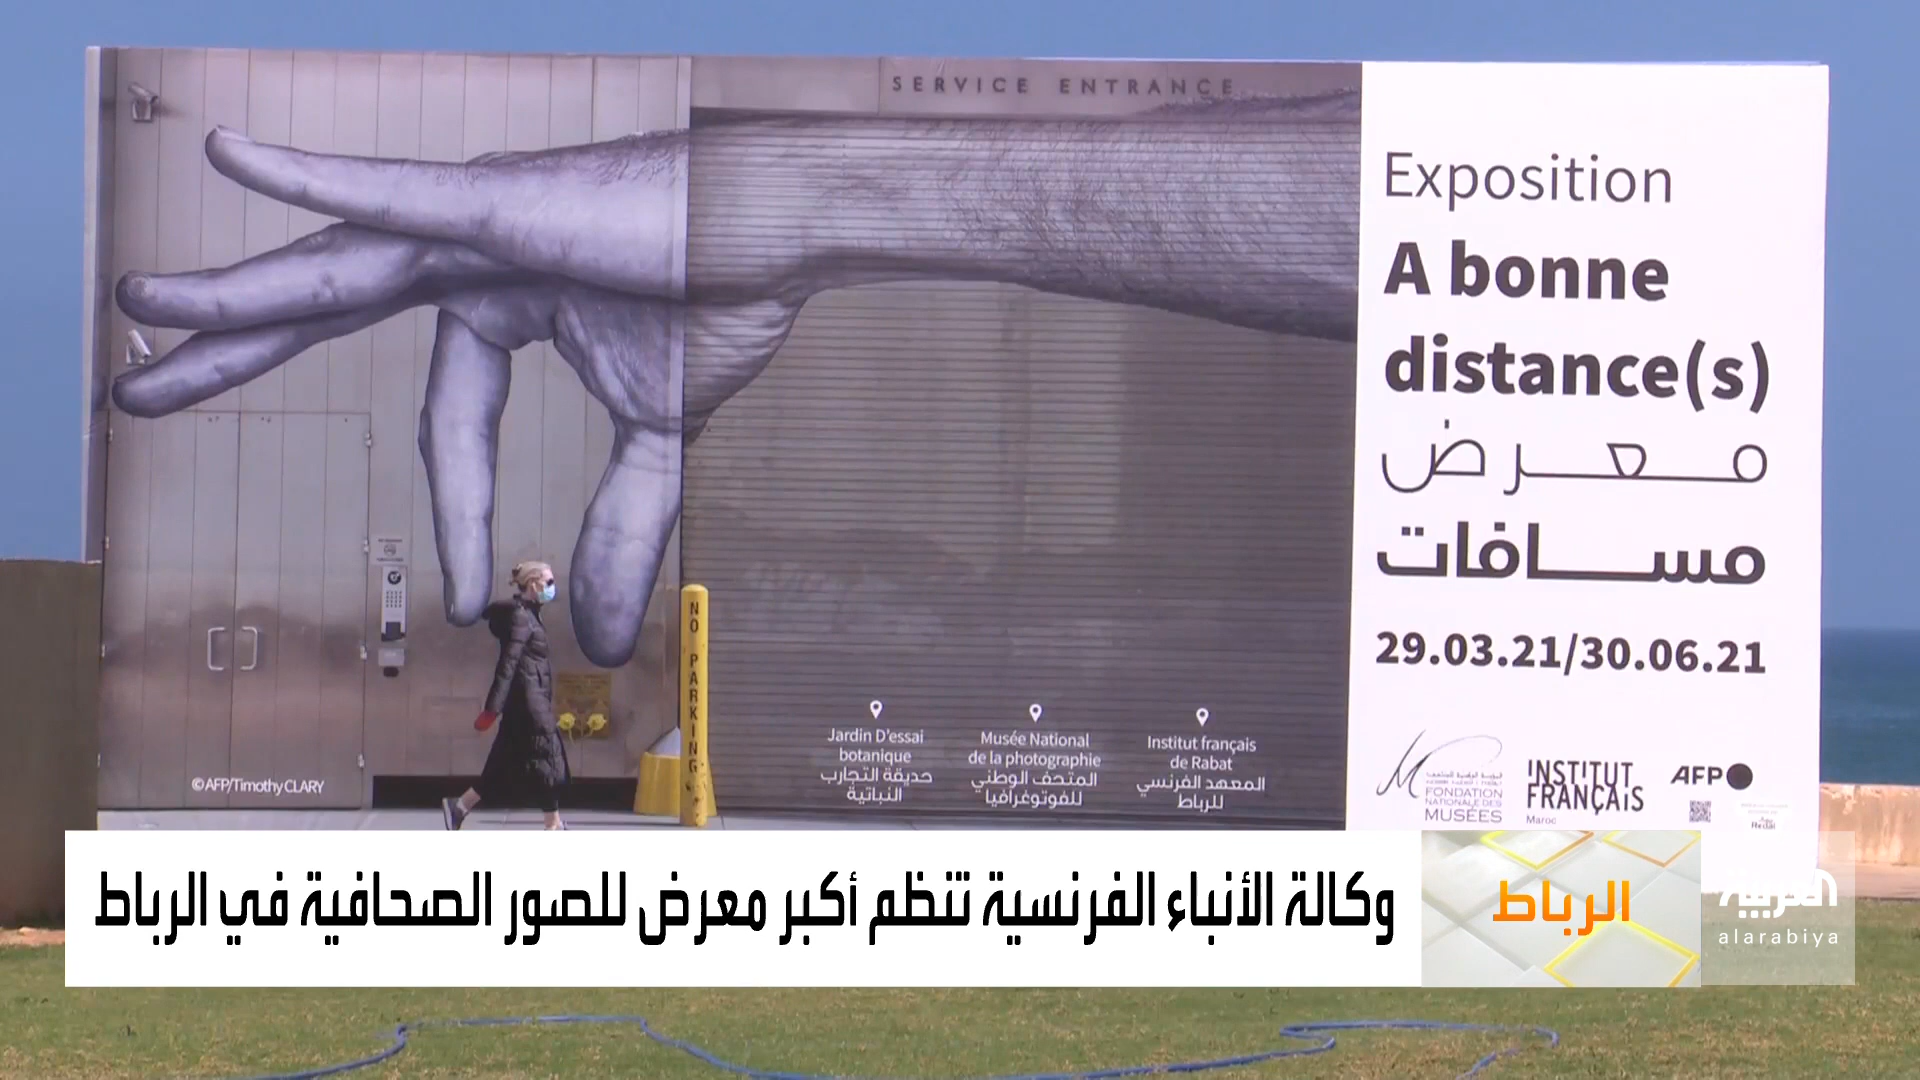 SERVICE ENTRANCE
Exposition
A bonne
distance(s)
معرض
مسافات
29.03.21/30.06.21
NO PARKING
Jardin D'essai
botanique
حديقة التجارب
النباتية
Musée National
de la photographie
المتحف الوطني
للفوتوغرافيا
Institut français
de Rabat
المعهد الفرنسي
للرباط
©AFP/Timothy CLARY
FONDATION
NATIONALE DES
MUSÉES
INSTITUT
FRANÇAIS
Maroc
AFP
وكالة الأنباء الفرنسية تنظم أكبر معرض للصور الصحافية في الرباط
الرباط
العربية
alarabiya